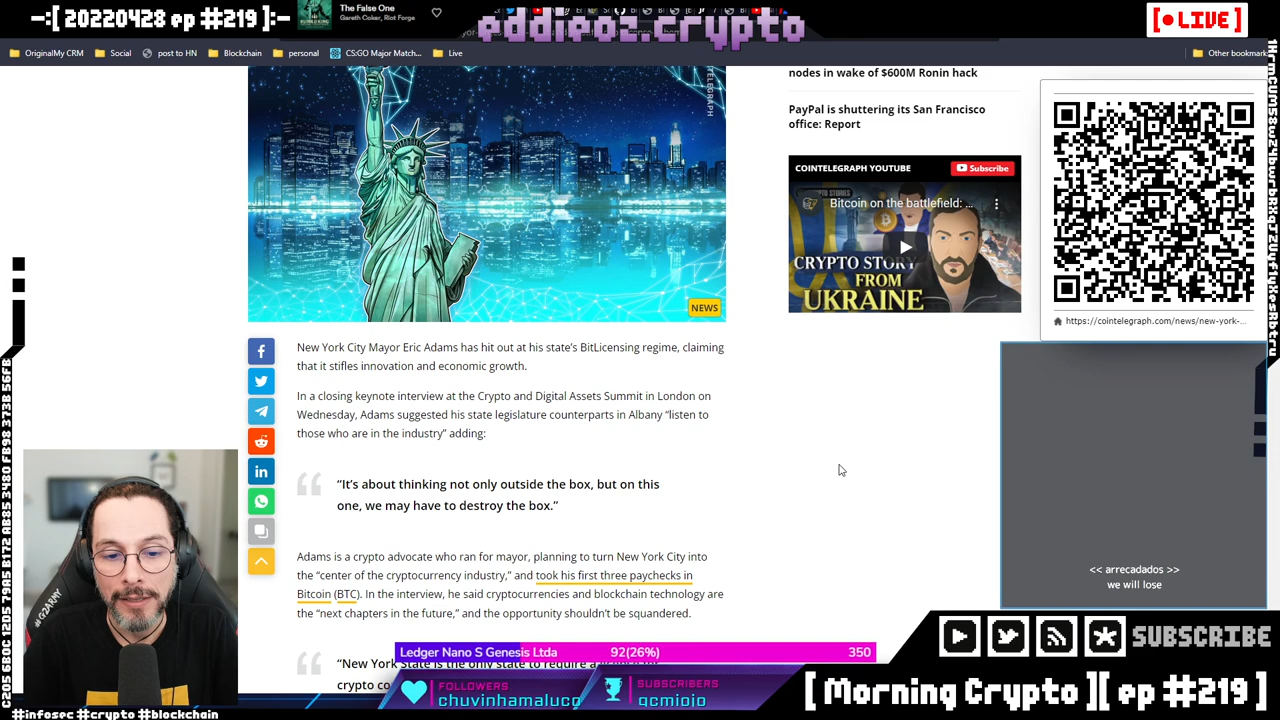 -:[ 20220428 ep #219 ]:-
The False One
Gareth Coker, Riot Forge
eddieoz.crypto
[•LIVE]
OriginalMy CRM
Social
post to HN
Blockchain
personal
CS:GO Major Match...
Live
Other bookmark
nodes in wake of $600M Ronin hack
PayPal is shuttering its San Francisco
office: Report
COINTELEGRAPH YOUTUBE
Subscribe
Bitcoin on the battlefield: ...
CRYPTO STORY
FROM
UKRAINE
NEWS
https://cointelegraph.com/news/new-york-...
New York City Mayor Eric Adams has hit out at his state's BitLicensing regime, claiming
that it stifles innovation and economic growth.
In a closing keynote interview at the Crypto and Digital Assets Summit in London on
Wednesday, Adams suggested his state legislature counterparts in Albany "listen to
those who are in the industry" adding:
"It's about thinking not only outside the box, but on this
one, we may have to destroy the box."
Adams is a crypto advocate who ran for mayor, planning to turn New York City into
the "center of the cryptocurrency industry," and took his first three paychecks in
Bitcoin (BTC). In the interview, he said cryptocurrencies and blockchain technology are
the "next chapters in the future," and the opportunity shouldn't be squandered.
"New York State is the only state to require a
crypto co
<< arrecadados >>
we will lose
Ledger Nano S Genesis Ltda
92(26%)
350
FOLLOWERS
chuvinhamaluco
SUBSCRIBERS
gcmiojo
SUBSCRIBE
[ Morning Crypto ][ ep #219 ]
#infosec #crypto #blockchain